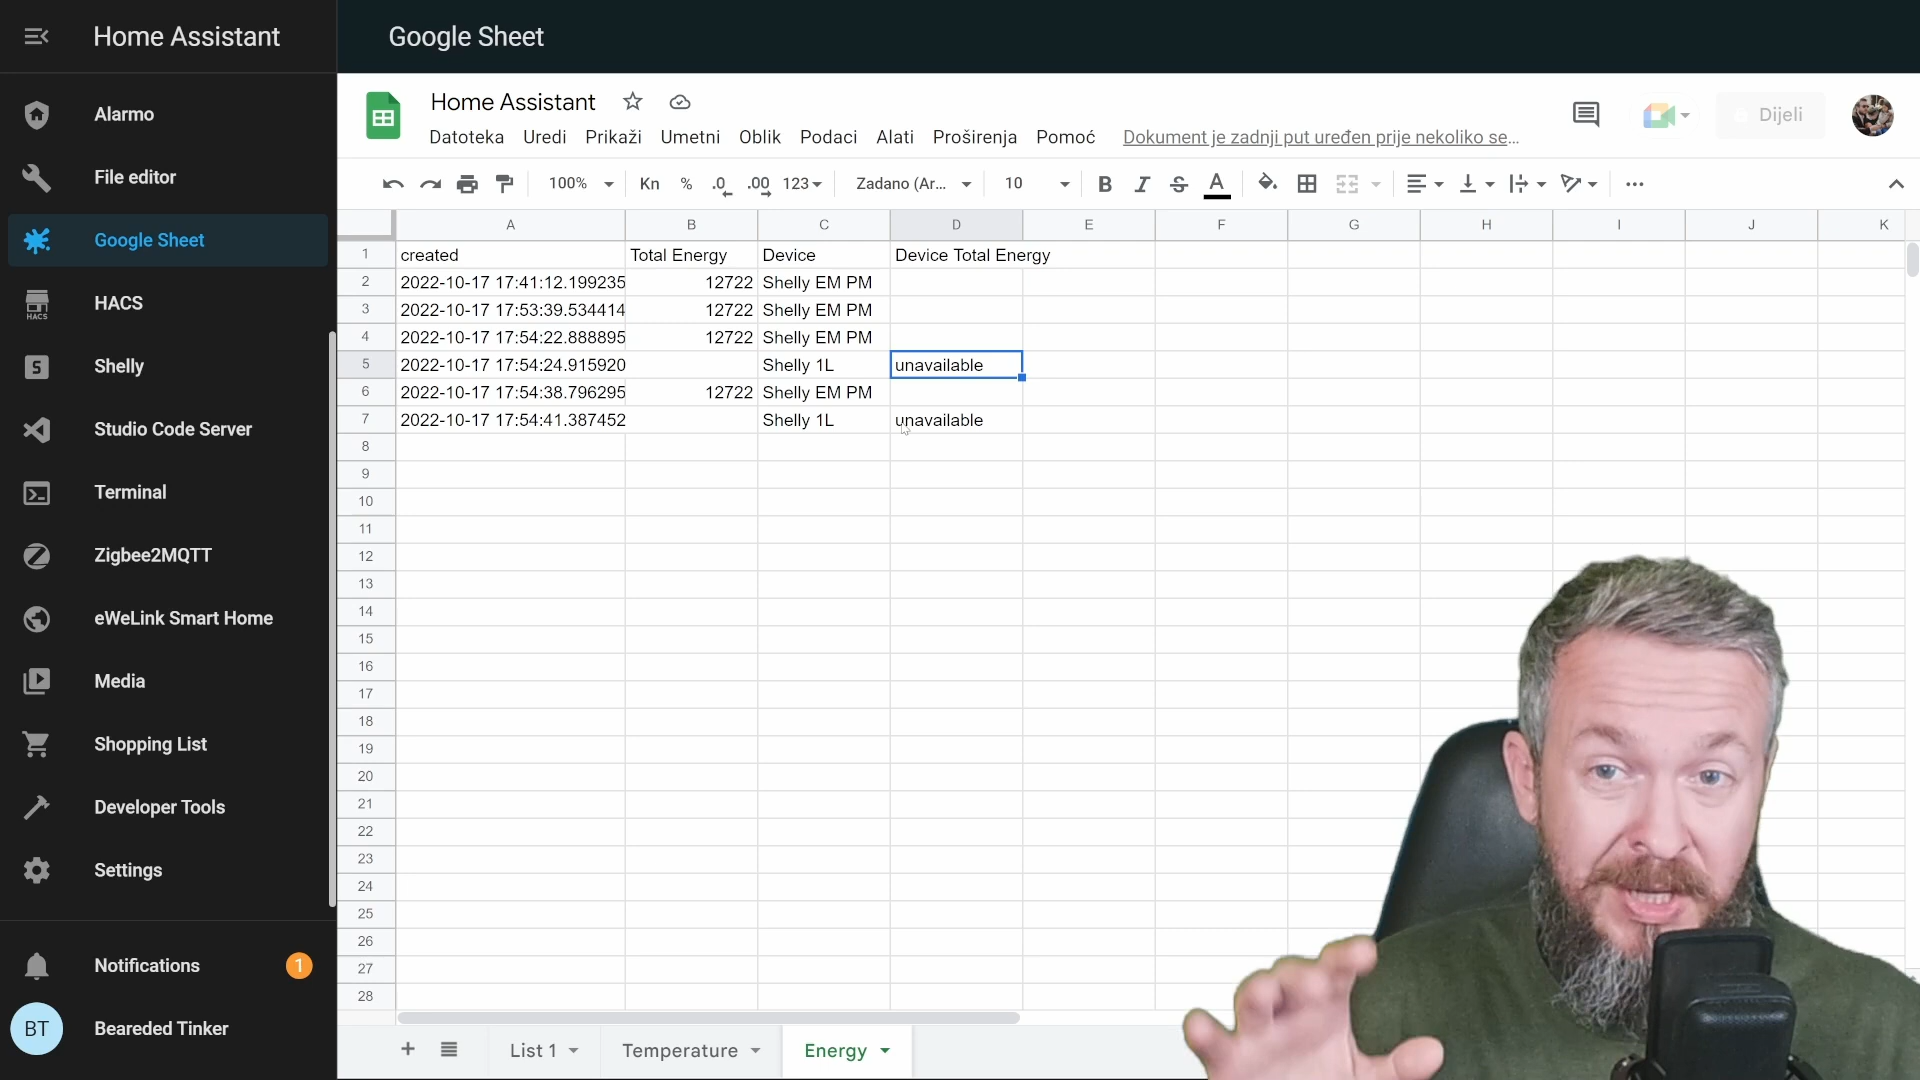 Home Assistant
Google Sheet
Alarmo
File editor
Google Sheet
HACS
HACS
Shelly
S
Studio Code Server
Terminal
Zigbee2MQTT
eWeLink Smart Home
Media
Shopping List
Developer Tools
Settings
Notifications
1
BT
Bearded Tinker
Home Assistant
Dijeli
Datoteka Uredi Prikaži Umetni Oblik Podaci Alati Proširenja Pomoć Dokument je zadnji put uređen prije nekoliko se...
100% Kn % .0 .00 123 Zadano (Ar... 10 B I S A
A B C D E F G H I J K
1 created Total Energy Device Device Total Energy
2 2022-10-17 17:41:12.199235 12722 Shelly EM PM
3 2022-10-17 17:53:39.534414 12722 Shelly EM PM
4 2022-10-17 17:54:22.888895 12722 Shelly EM PM
5 2022-10-17 17:54:24.915920 Shelly 1L unavailable
6 2022-10-17 17:54:38.796295 12722 Shelly EM PM
7 2022-10-17 17:54:41.387452 Shelly 1L unavailable
8
9
10
11
12
13
14
15
16
17
18
19
20
21
22
23
24
25
26
27
28
+ List 1 Temperature Energy